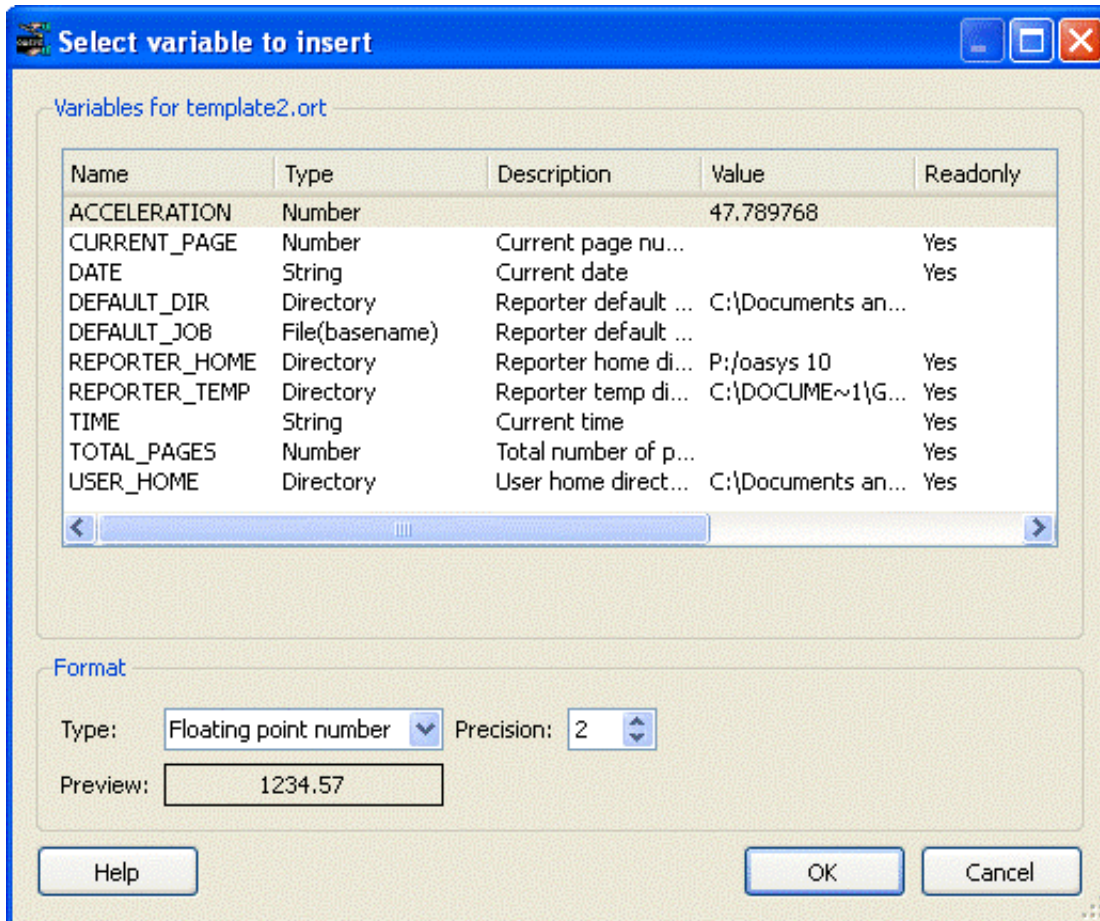 Select variable to insert
Variables for template2.ort
Name Type Description Value Readonly
ACCELERATION Number 47.789768
CURRENT_PAGE Number Current page nu... Yes
DATE String Current date Yes
DEFAULT_DIR Directory Reporter default ... C:\Documents an...
DEFAULT_JOB File(basename) Reporter default ...
REPORTER_HOME Directory Reporter home di... P:/oasys 10 Yes
REPORTER_TEMP Directory Reporter temp di... C:\DOCUME~1\G... Yes
TIME String Current time Yes
TOTAL_PAGES Number Total number of p... Yes
USER_HOME Directory User home direct... C:\Documents an... Yes
Format
Type: Floating point number Precision: 2
Preview: 1234.57
Help OK Cancel